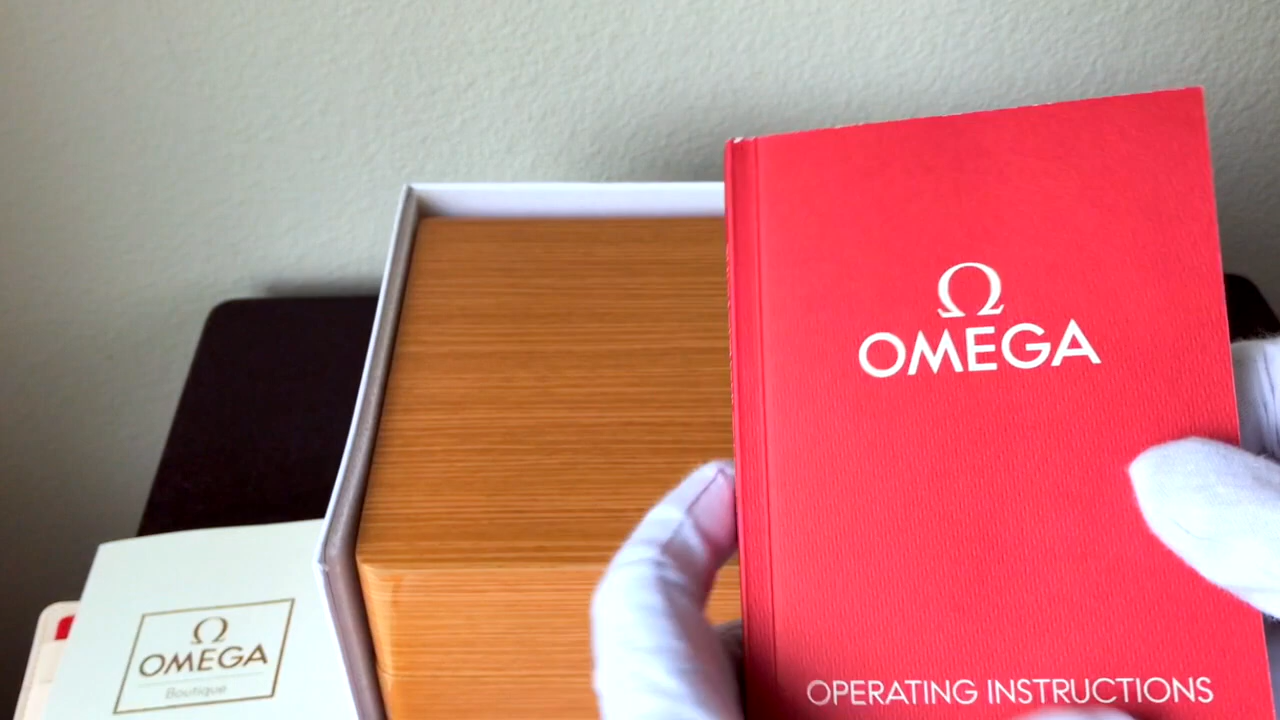 Ω
OMEGA
OPERATING INSTRUCTIONS
Ω
OMEGA
Boutique